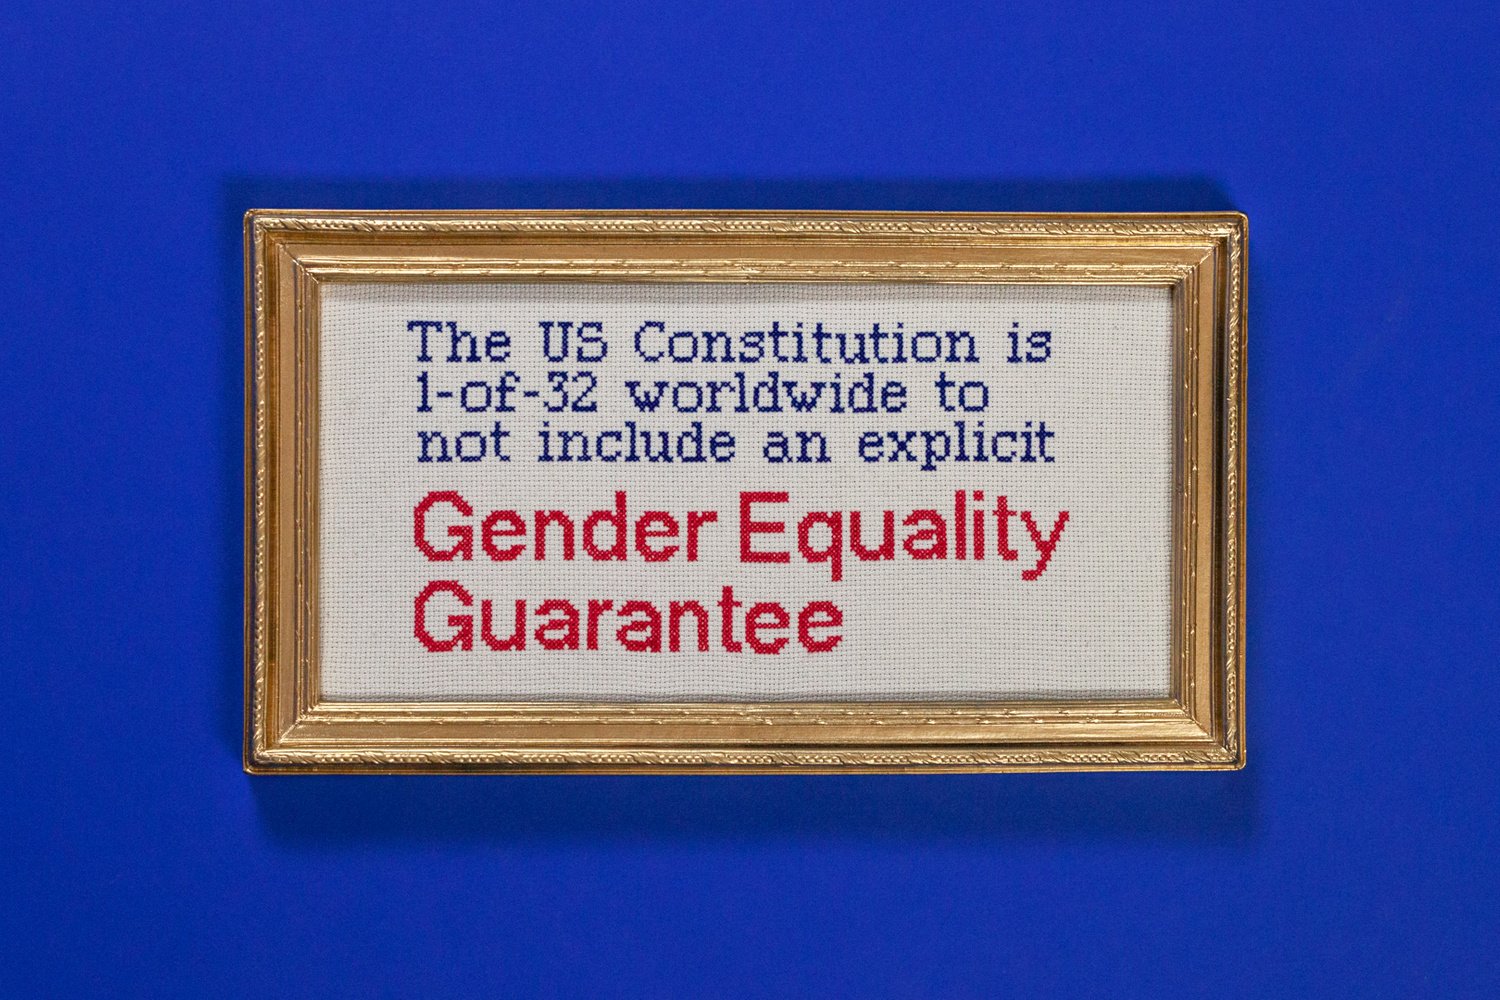 The US Constitution is
1-of-32 worldwide to
not include an explicit
Gender Equality
Guarantee